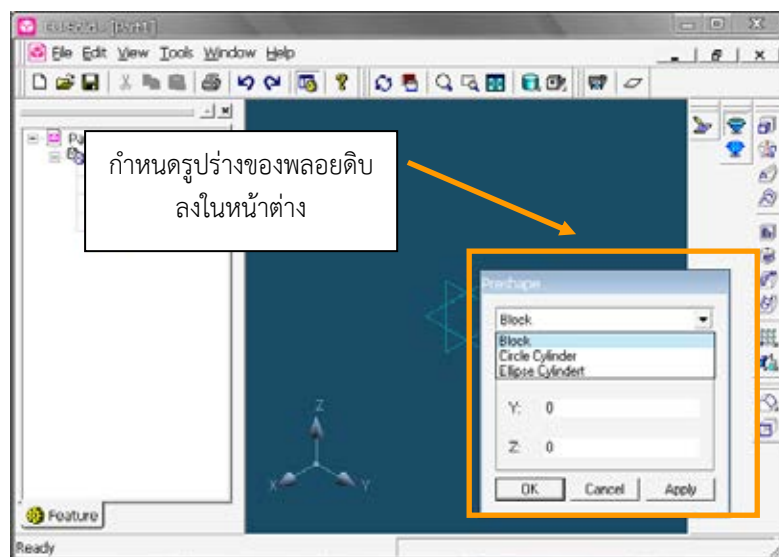 [Part1]
File Edit View Tools Window Help
กำหนดรูปร่างของพลอยดิบ
ลงในหน้าต่าง
Preshape
Block
Block
Circle Cylinder
Ellipse Cylindert
Y: 0
Z: 0
OK Cancel Apply
Z
X Y
Feature
Ready